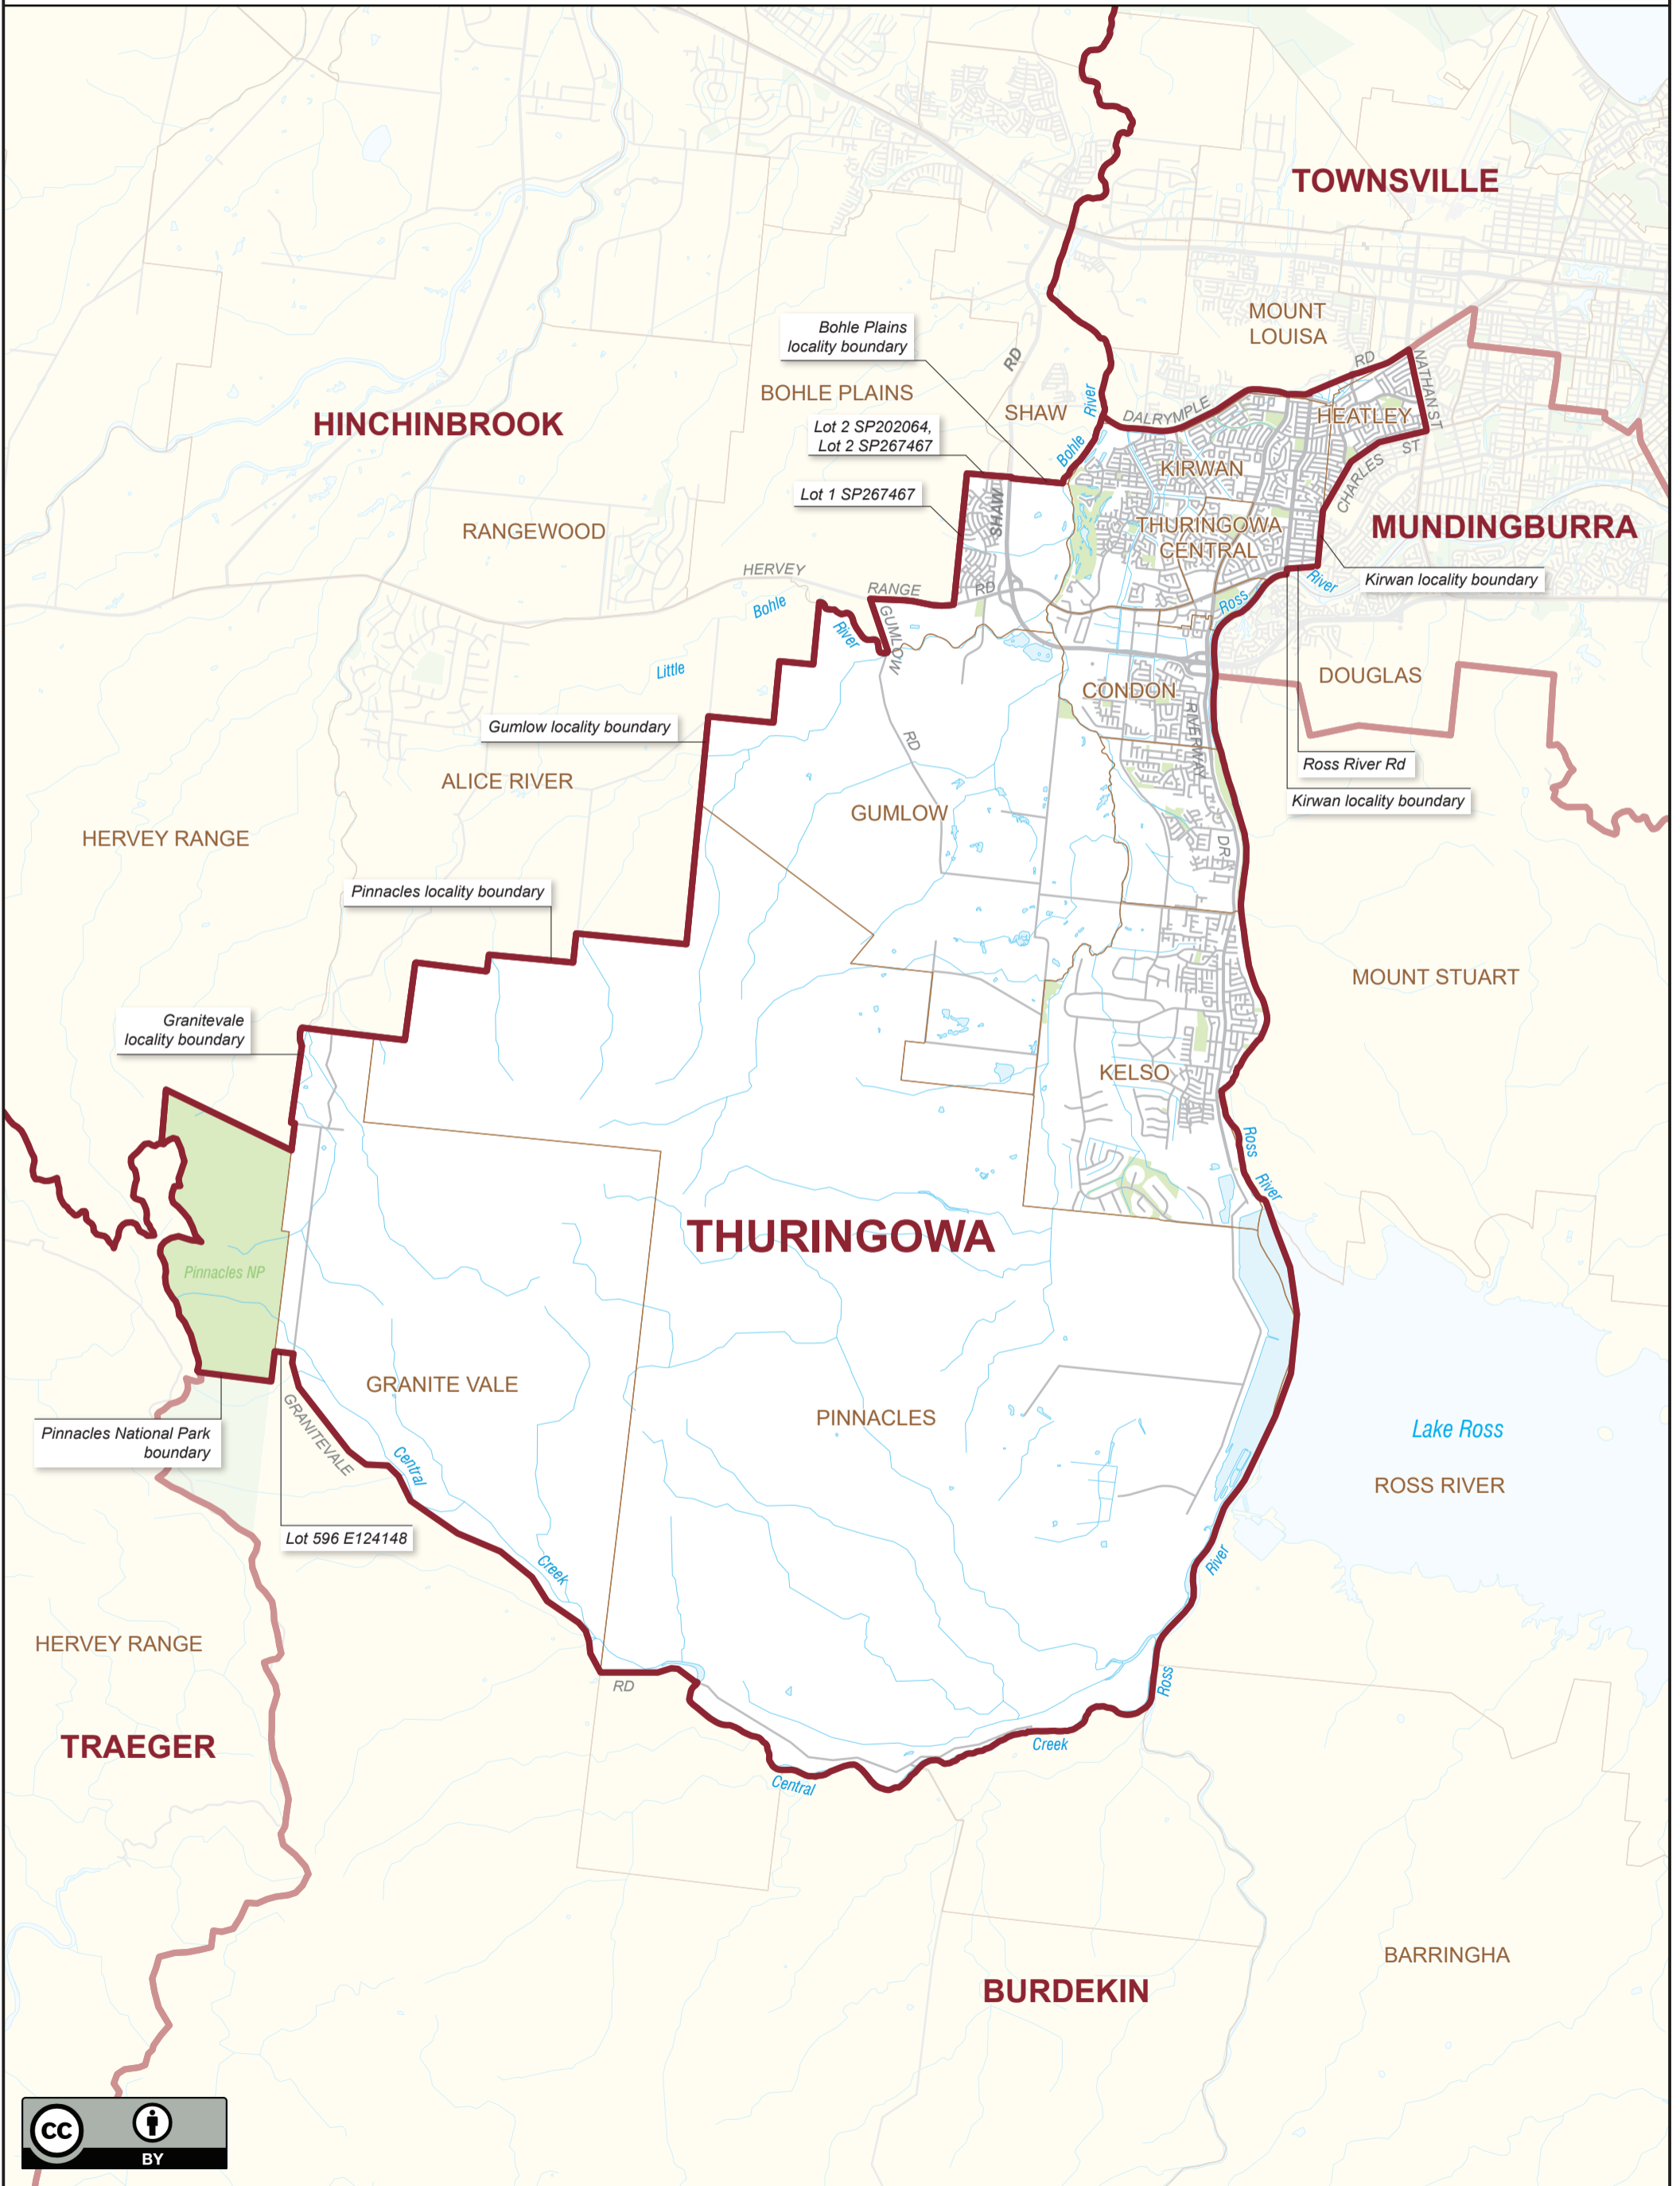 TOWNSVILLE
MOUNT
LOUISA
Bohle Plains
locality boundary
RD
RD
NATHAN ST
BOHLE PLAINS
SHAW
River
DALRYMPLE
HEATLEY
HINCHINBROOK
Lot 2 SP202064,
Lot 2 SP267467
Bohle
ST
CHARLES
KIRWAN
Lot 1 SP267467
SHAW
RANGEWOOD
THURINGOWA
CENTRAL
MUNDINGBURRA
HERVEY
RANGE
RD
River
Kirwan locality boundary
Bohle
River
GUMLOW
Ross
Little
DOUGLAS
CONDON
Gumlow locality boundary
RD
RIVERWAY
Ross River Rd
ALICE RIVER
Kirwan locality boundary
GUMLOW
HERVEY RANGE
DR
Pinnacles locality boundary
MOUNT STUART
Granitevale
locality boundary
KELSO
Ross
River
THURINGOWA
Pinnacles NP
GRANITE VALE
PINNACLES
Lake Ross
GRANITEVALE
Pinnacles National Park
boundary
Central
ROSS RIVER
Lot 596 E124148
Creek
River
HERVEY RANGE
RD
Ross
TRAEGER
Creek
Central
BARRINGHA
BURDEKIN
CC
BY